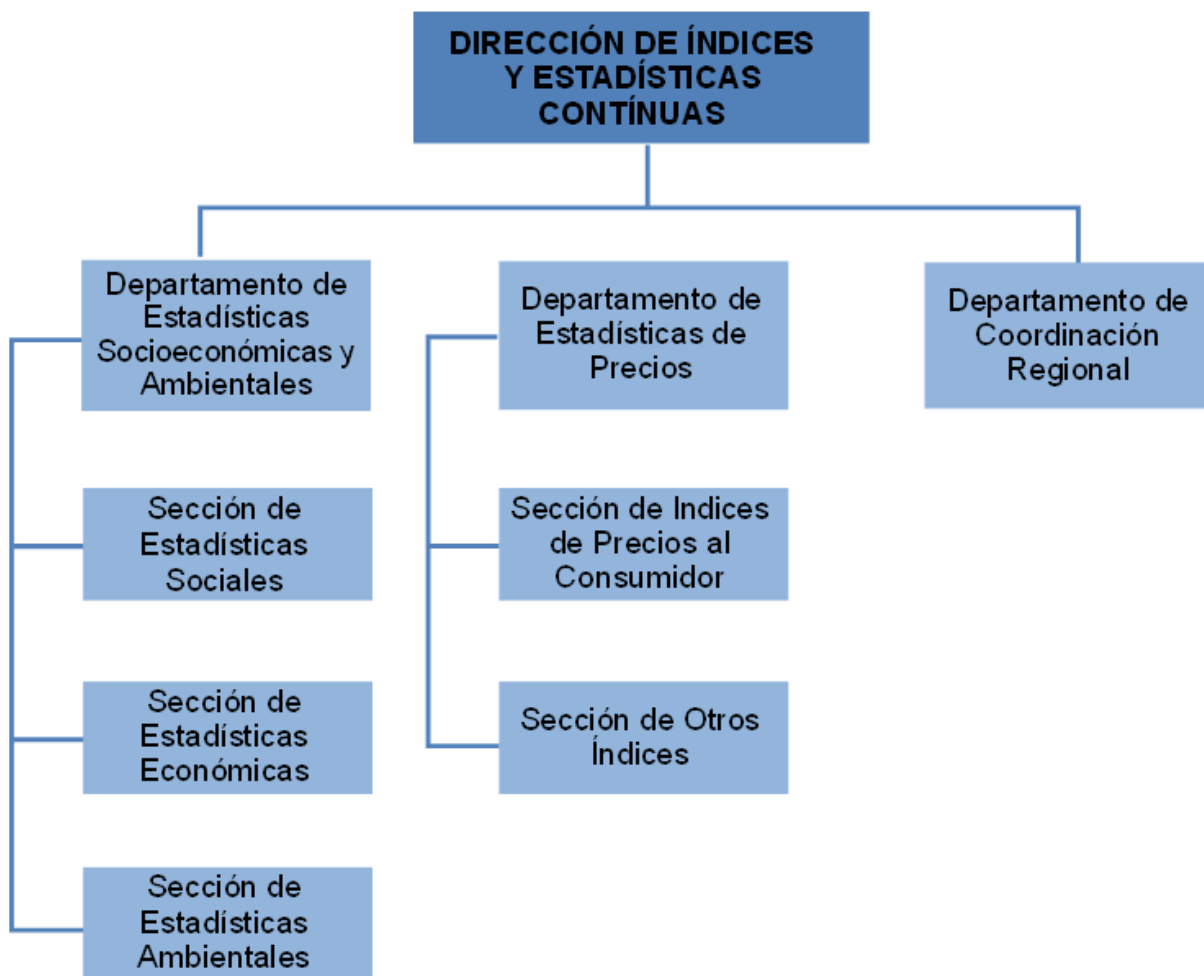 DIRECCIÓN DE ÍNDICES
Y ESTADÍSTICAS
CONTÍNUAS
Departamento de
Estadísticas
Socioeconómicas y
Ambientales
Sección de
Estadísticas
Sociales
Sección de
Estadísticas
Económicas
Sección de
Estadísticas
Ambientales
Departamento de
Estadísticas de
Precios
Sección de Indices
de Precios al
Consumidor
Sección de Otros
Índices
Departamento de
Coordinación
Regional